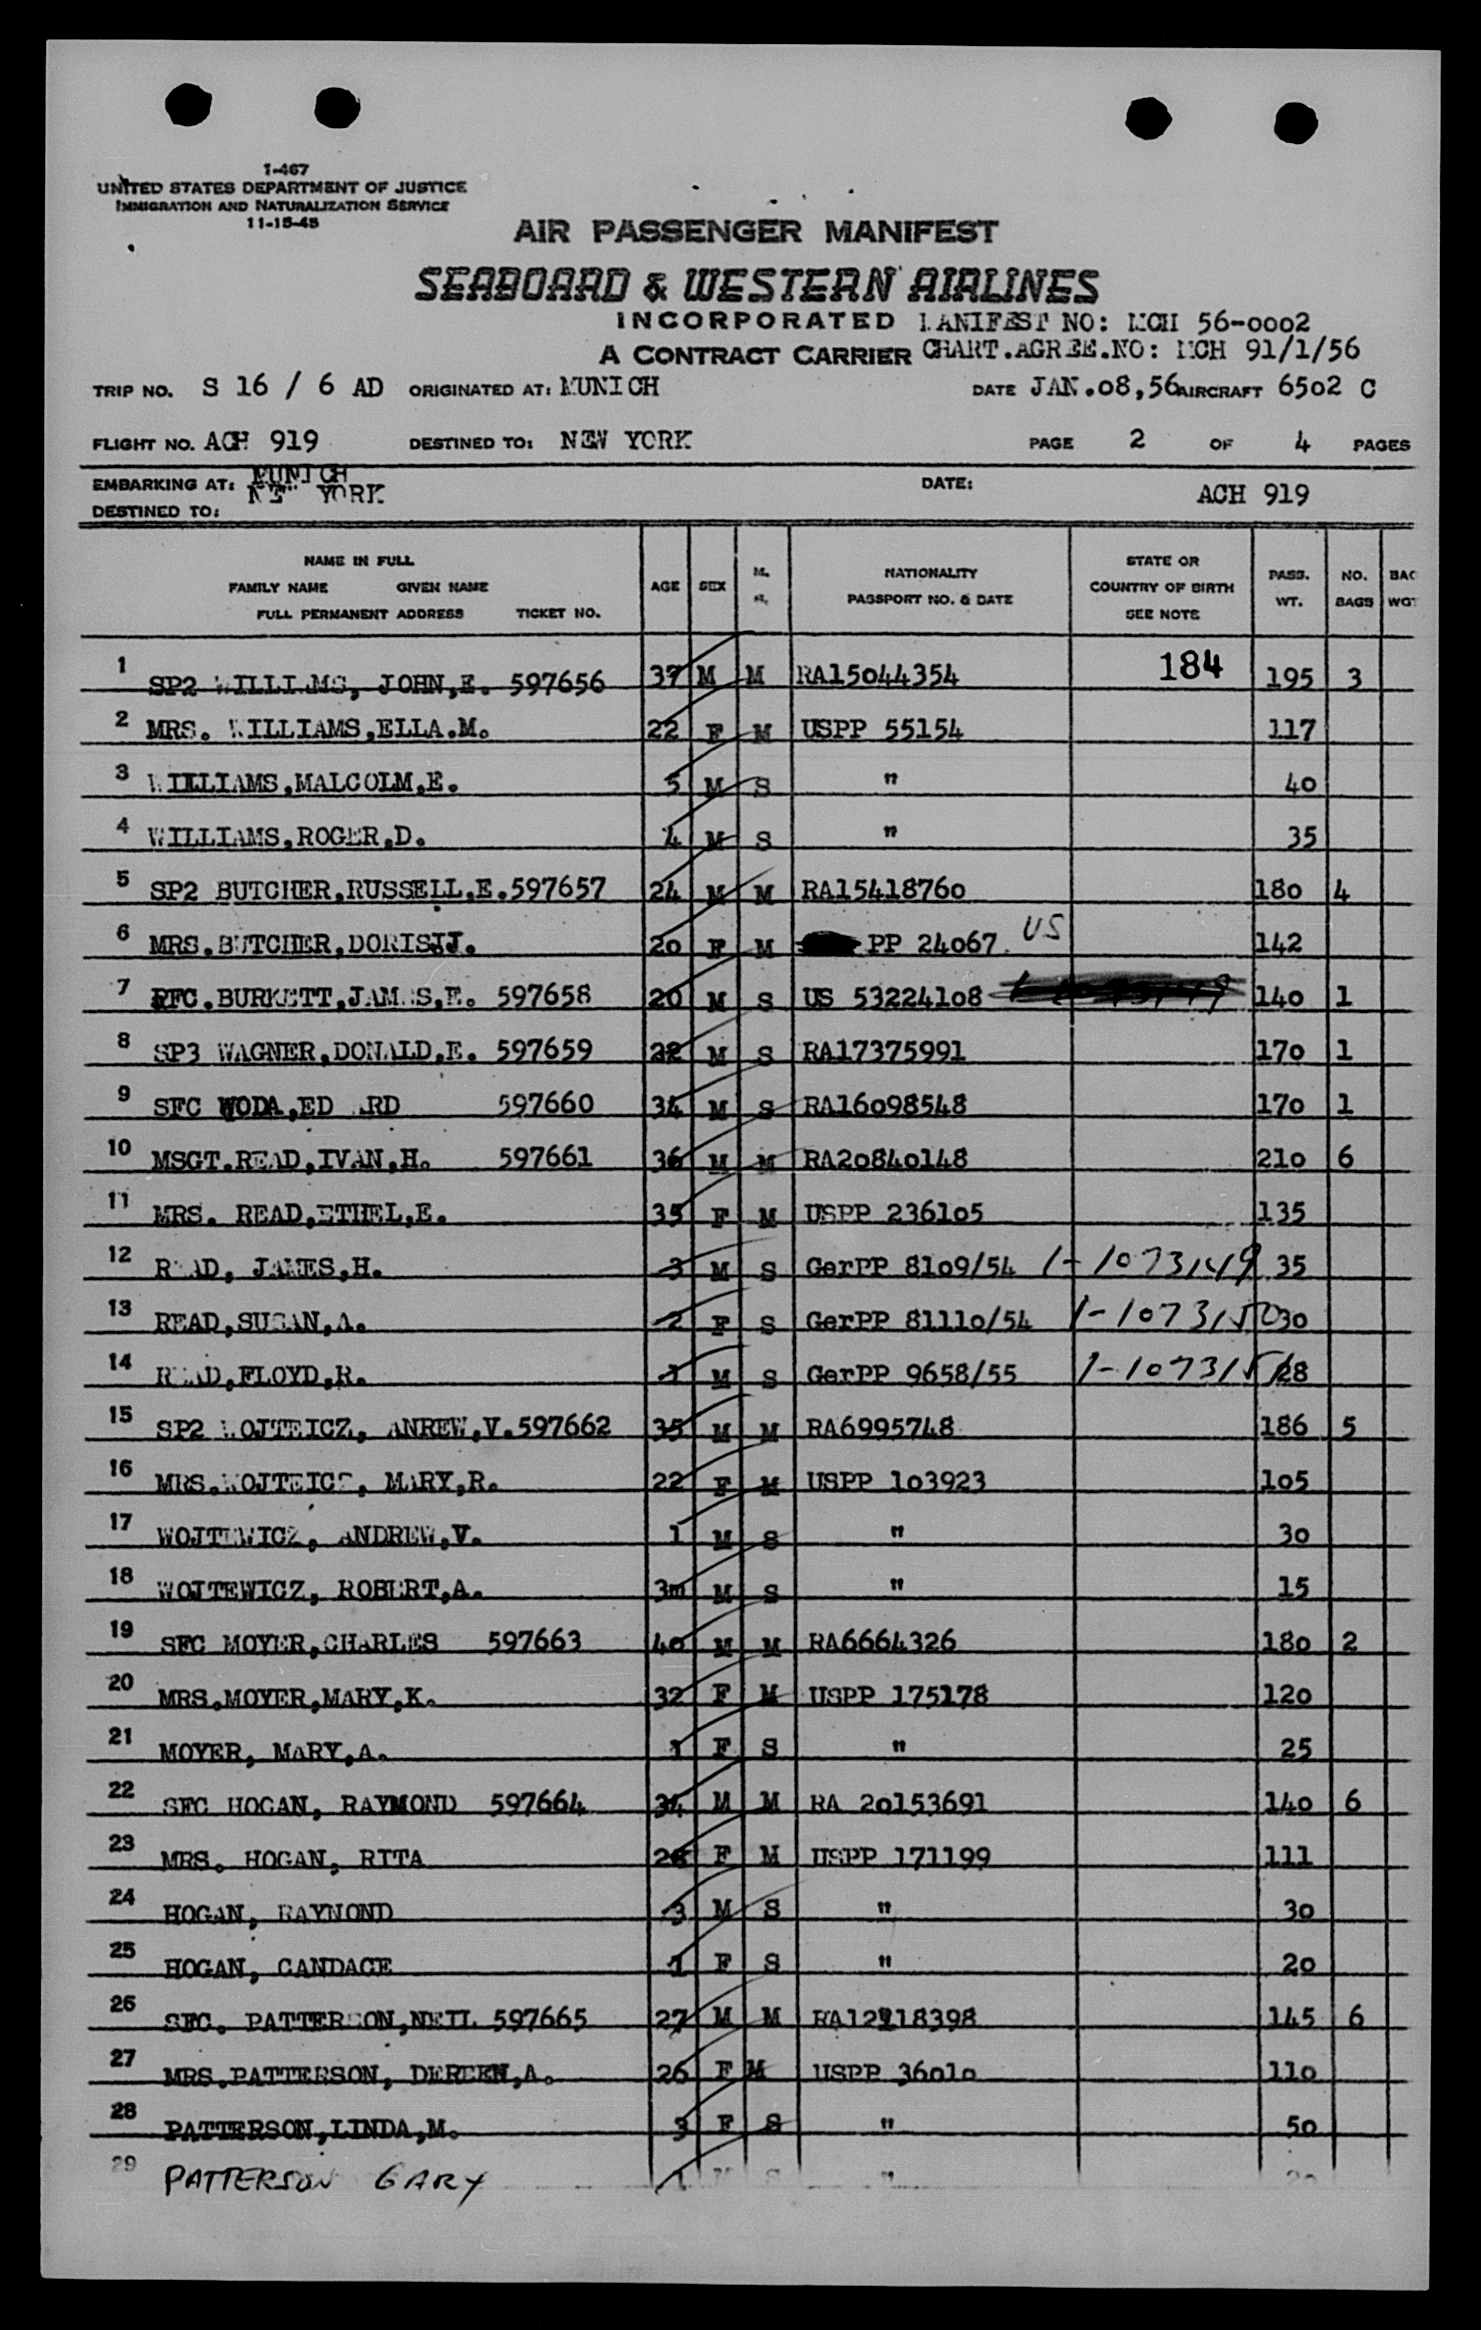 1-467
UNITED STATES DEPARTMENT OF JUSTICE
IMMIGRATION AND NATURALIZATION SERVICE
11-15-45
AIR PASSENGER MANIFEST
SEABOARD & WESTERN AIRLINES
INCORPORATED MANIFEST NO: MCH 56-0002
A CONTRACT CARRIER CHART.AGREE.NO: MCH 91/1/56
TRIP NO. S 16 / 6 AD ORIGINATED AT: MUNICH DATE JAN.08,56 AIRCRAFT 6502 C
FLIGHT NO. ACH 919 DESTINED TO: NEW YORK PAGE 2 OF 4 PAGES
EMBARKING AT: MUNICH DATE: ACH 919
DESTINED TO: NEW YORK
NAME IN FULL
FAMILY NAME GIVEN NAME
FULL PERMANENT ADDRESS TICKET NO.
AGE SEX M. NATIONALITY PASSPORT NO. & DATE
STATE OR COUNTRY OF BIRTH SEE NOTE
PASS. WT. NO. BAGS BAG WGT
1 SP2 WILLIAMS, JOHN,E. 597656 37 M M RA15044354 184 195 3
2 MRS. WILLIAMS,ELLA.M. 22 F M USPP 55154 117
3 WILLIAMS,MALCOLM,E. 5 M S " 40
4 WILLIAMS,ROGER,D. 4 M S " 35
5 SP2 BUTCHER,RUSSELL,E.597657 24 M M RA15418760 180 4
6 MRS.BUTCHER,DORIS,J. 20 F M PP 24067 US 142
7 PFC.BURKETT,JAMES,E. 597658 20 M S US 53224108 140 1
8 SP3 WAGNER,DONALD,E. 597659 22 M S RA17375991 170 1
9 SFC WODA,ED ARD 597660 34 M S RA16098548 170 1
10 MSGT.READ,IVAN,H. 597661 36 M M RA20840148 210 6
11 MRS. READ,ETHEL,E. 35 F M USPP 236105 135
12 READ, JAMES,H. 3 M S GerPP 8109/54 1-1073149 35
13 READ,SUSAN,A. 2 F S GerPP 81110/54 1-1073150 30
14 READ,FLOYD,R. 1 M S GerPP 9658/55 1-1073151 28
15 SP2 WOJTEICZ, ANREW,V.597662 35 M M RA6995748 186 5
16 MRS.WOJTEICZ, MARY,R. 22 F M USPP 103923 105
17 WOJTEWICZ, ANDREW,V. 1 M S " 30
18 WOJTEWICZ, ROBERT,A. 3m M S " 15
19 SFC MOYER,CHARLES 597663 40 M M RA6664326 180 2
20 MRS.MOYER,MARY,K. 32 F M USPP 175178 120
21 MOYER, MARY,A. 1 F S " 25
22 SFC HOGAN, RAYMOND 597664 34 M M RA 20153691 140 6
23 MRS. HOGAN, RITA F M USPP 171199 111
24 HOGAN, RAYMOND 3 M S " 30
25 HOGAN, CANDACE 1 F S " 20
26 SFC. PATTERSON,NEIL 597665 27 M M RA12218398 145 6
27 MRS.PATTERSON, DEREEN,A. 26 F M USPP 36010 110
28 PATTERSON,LINDA,M. 3 F S " 50
29 PATTERSON GARY 1 M S "